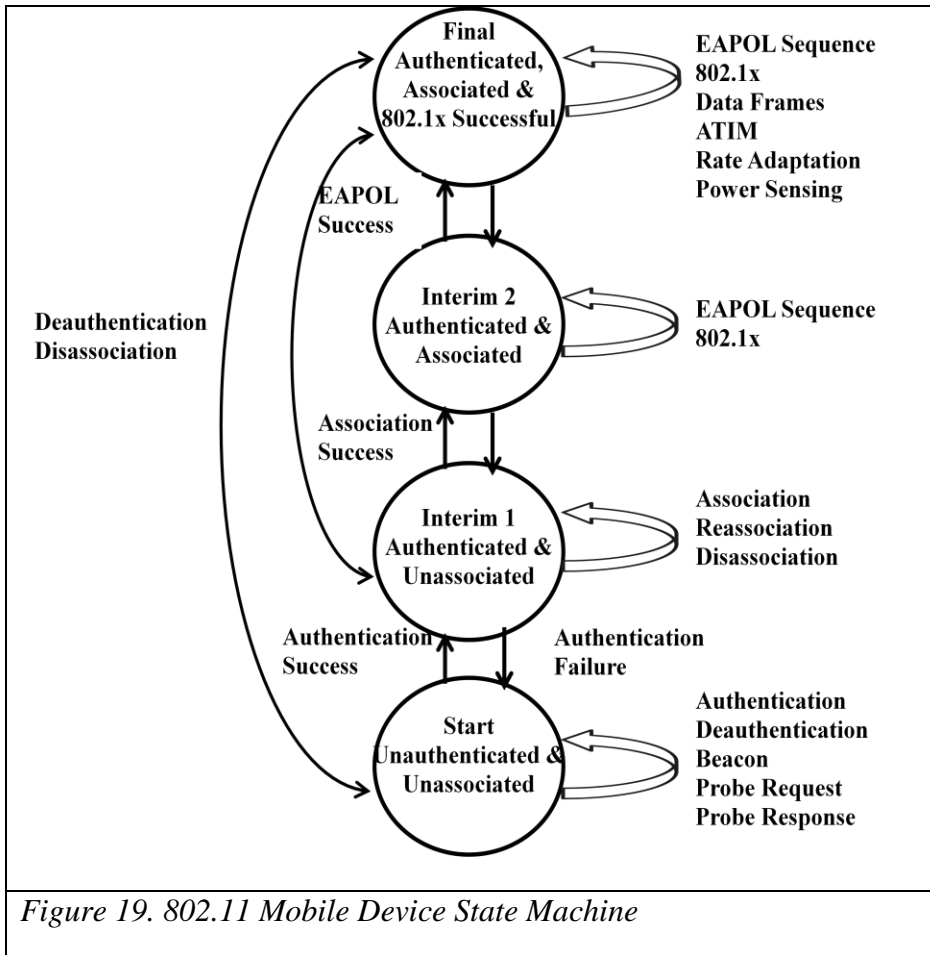 Final
Authenticated,
Associated &
802.1x Successful
EAPOL Sequence
802.1x
Data Frames
ATIM
Rate Adaptation
Power Sensing
EAPOL
Success
Interim 2
Authenticated &
Associated
EAPOL Sequence
802.1x
Deauthentication
Disassociation
Association
Success
Interim 1
Authenticated &
Unassociated
Association
Reassociation
Disassociation
Authentication
Success
Authentication
Failure
Start
Unauthenticated &
Unassociated
Authentication
Deauthentication
Beacon
Probe Request
Probe Response
Figure 19. 802.11 Mobile Device State Machine